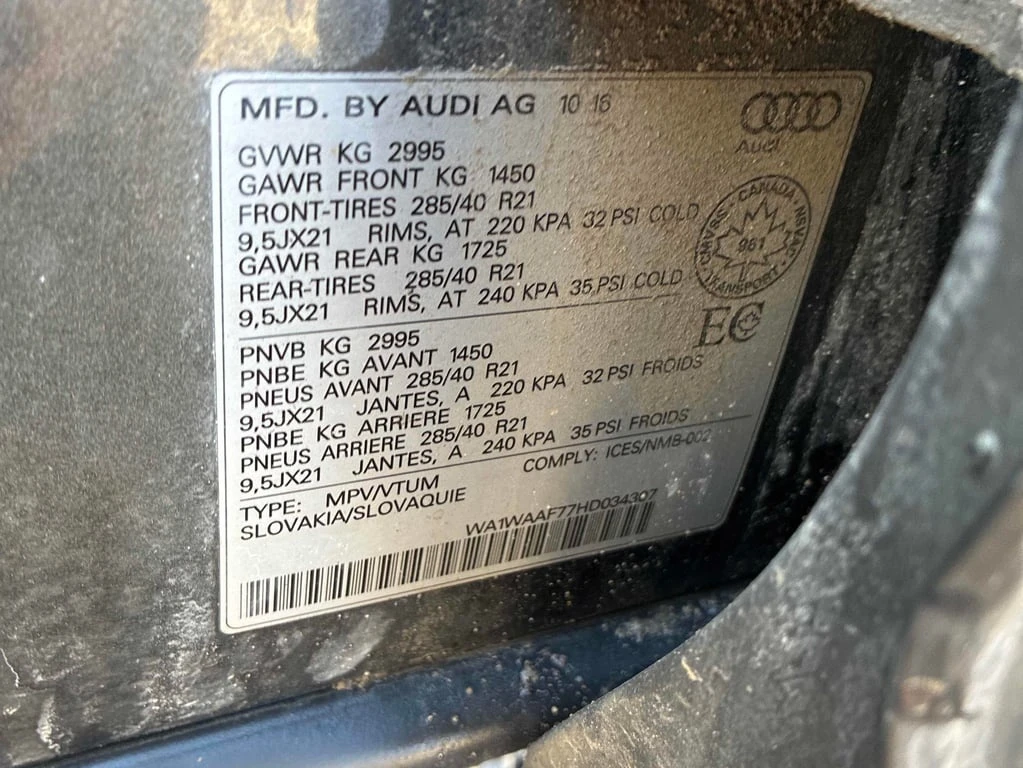 MFD. BY AUDI AG 10 16
Audi
GVWR KG 2995
GAWR FRONT KG 1450
FRONT-TIRES 285/40 R21
9,5JX21 RIMS, AT 220 KPA 32 PSI COLD
GAWR REAR KG 1725
REAR-TIRES 285/40 R21
9,5JX21 RIMS, AT 240 KPA 35 PSI COLD
CANADA
961
TRANSPORT
EC
PNVB KG 2995
PNBE KG AVANT 1450
PNEUS AVANT 285/40 R21
9,5JX21 JANTES, A 220 KPA 32 PSI FROIDS
PNBE KG ARRIERE 1725
PNEUS ARRIERE 285/40 R21
9,5JX21 JANTES, A 240 KPA 35 PSI FROIDS
TYPE: MPV/VTUM COMPLY: ICES/NMB-002
SLOVAKIA/SLOVAQUIE
WA1WAAF77HD034307